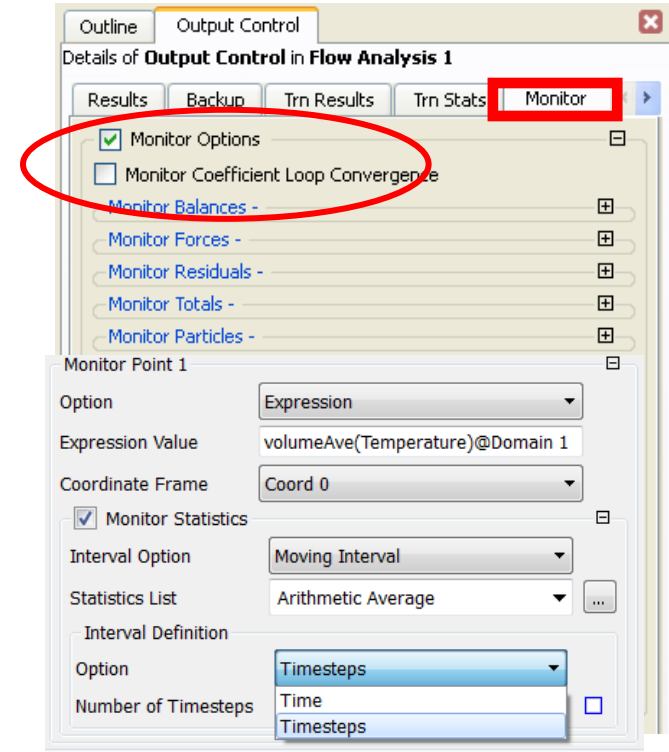 Outline Output Control
Details of Output Control in Flow Analysis 1
Results Backup Trn Results Trn Stats Monitor
Monitor Options
Monitor Coefficient Loop Convergence
Monitor Balances -
Monitor Forces -
Monitor Residuals -
Monitor Totals -
Monitor Particles -
Monitor Point 1
Option Expression
Expression Value volumeAve(Temperature)@Domain 1
Coordinate Frame Coord 0
Monitor Statistics
Interval Option Moving Interval
Statistics List Arithmetic Average ...
Interval Definition
Option Timesteps
Number of Timesteps Time
Timesteps